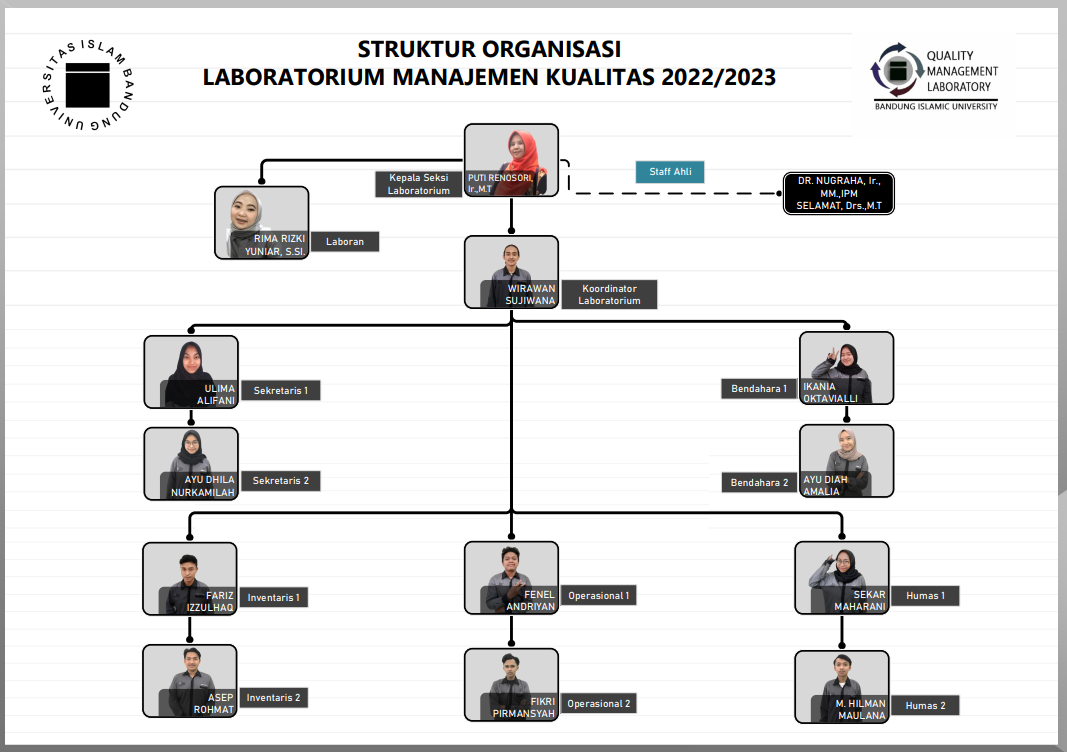 UNIVERSITAS ISLAM BANDUNG
STRUKTUR ORGANISASI
LABORATORIUM MANAJEMEN KUALITAS 2022/2023
QUALITY
MANAGEMENT
LABORATORY
BANDUNG ISLAMIC UNIVERSITY
Kepala Seksi
Laboratorium
PUTI RENOSORI,
Ir.,M.T
Staff Ahli
DR. NUGRAHA, Ir.,
MM.,IPM
SELAMAT, Drs.,M.T
RIMA RIZKI
YUNIAR, S.SI.
Laboran
WIRAWAN
SUJIWANA
Koordinator
Laboratorium
ULIMA
ALIFANI
Sekretaris 1
Bendahara 1
IKANIA
OKTAVIALLI
AYU DHILA
NURKAMILAH
Sekretaris 2
Bendahara 2
AYU DIAH
AMALIA
FARIZ
IZZULHAQ
Inventaris 1
FENEL
ANDRIYAN
Operasional 1
SEKAR
MAHARANI
Humas 1
ASEP
ROHMAT
Inventaris 2
FIKRI
PIRMANSYAH
Operasional 2
M. HILMAN
MAULANA
Humas 2